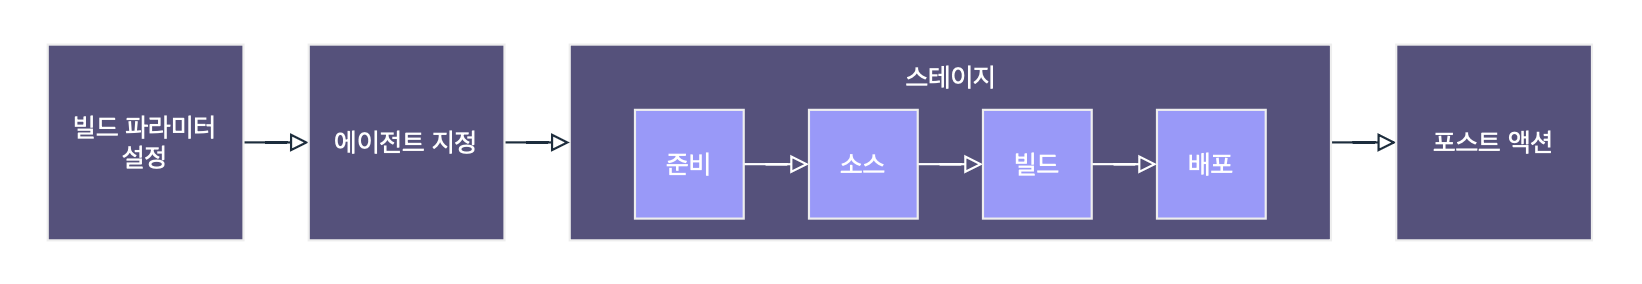 빌드 파라미터
설정
에이전트 지정
스테이지
준비
소스
빌드
배포
포스트 액션